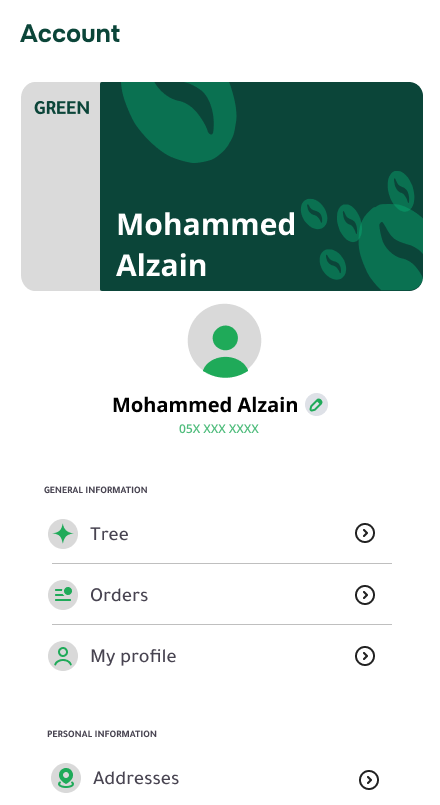 Account
GREEN
Mohammed
Alzain
Mohammed Alzain
05X XXX XXXX
GENERAL INFORMATION
Tree
Orders
My profile
PERSONAL INFORMATION
Addresses